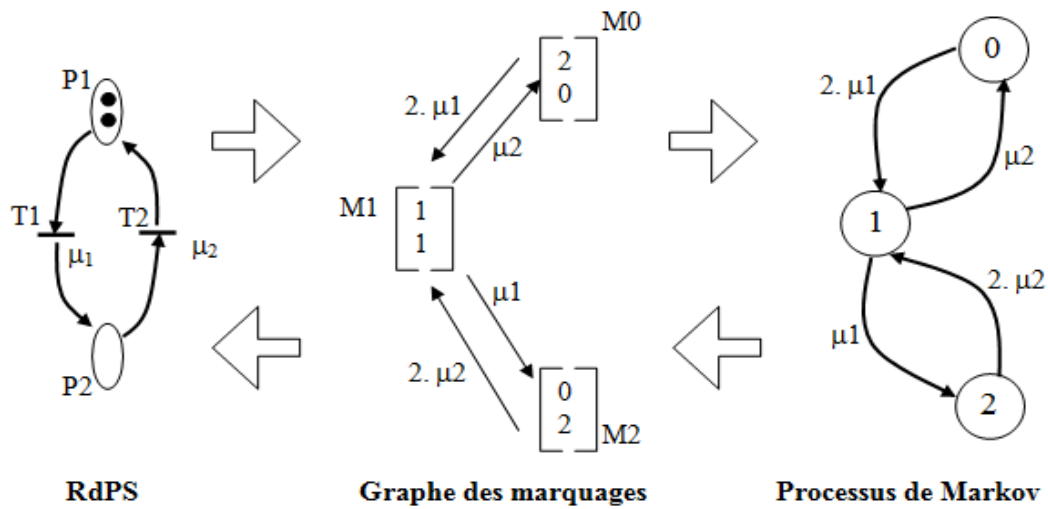 M0
P1
2
0
0
2. μ1
2. μ1
μ2
μ2
M1
1
1
1
T1
T2
μ₁
μ₂
μ1
2. μ2
μ1
2. μ2
P2
0
2
2
M2
RdPS
Graphe des marquages
Processus de Markov